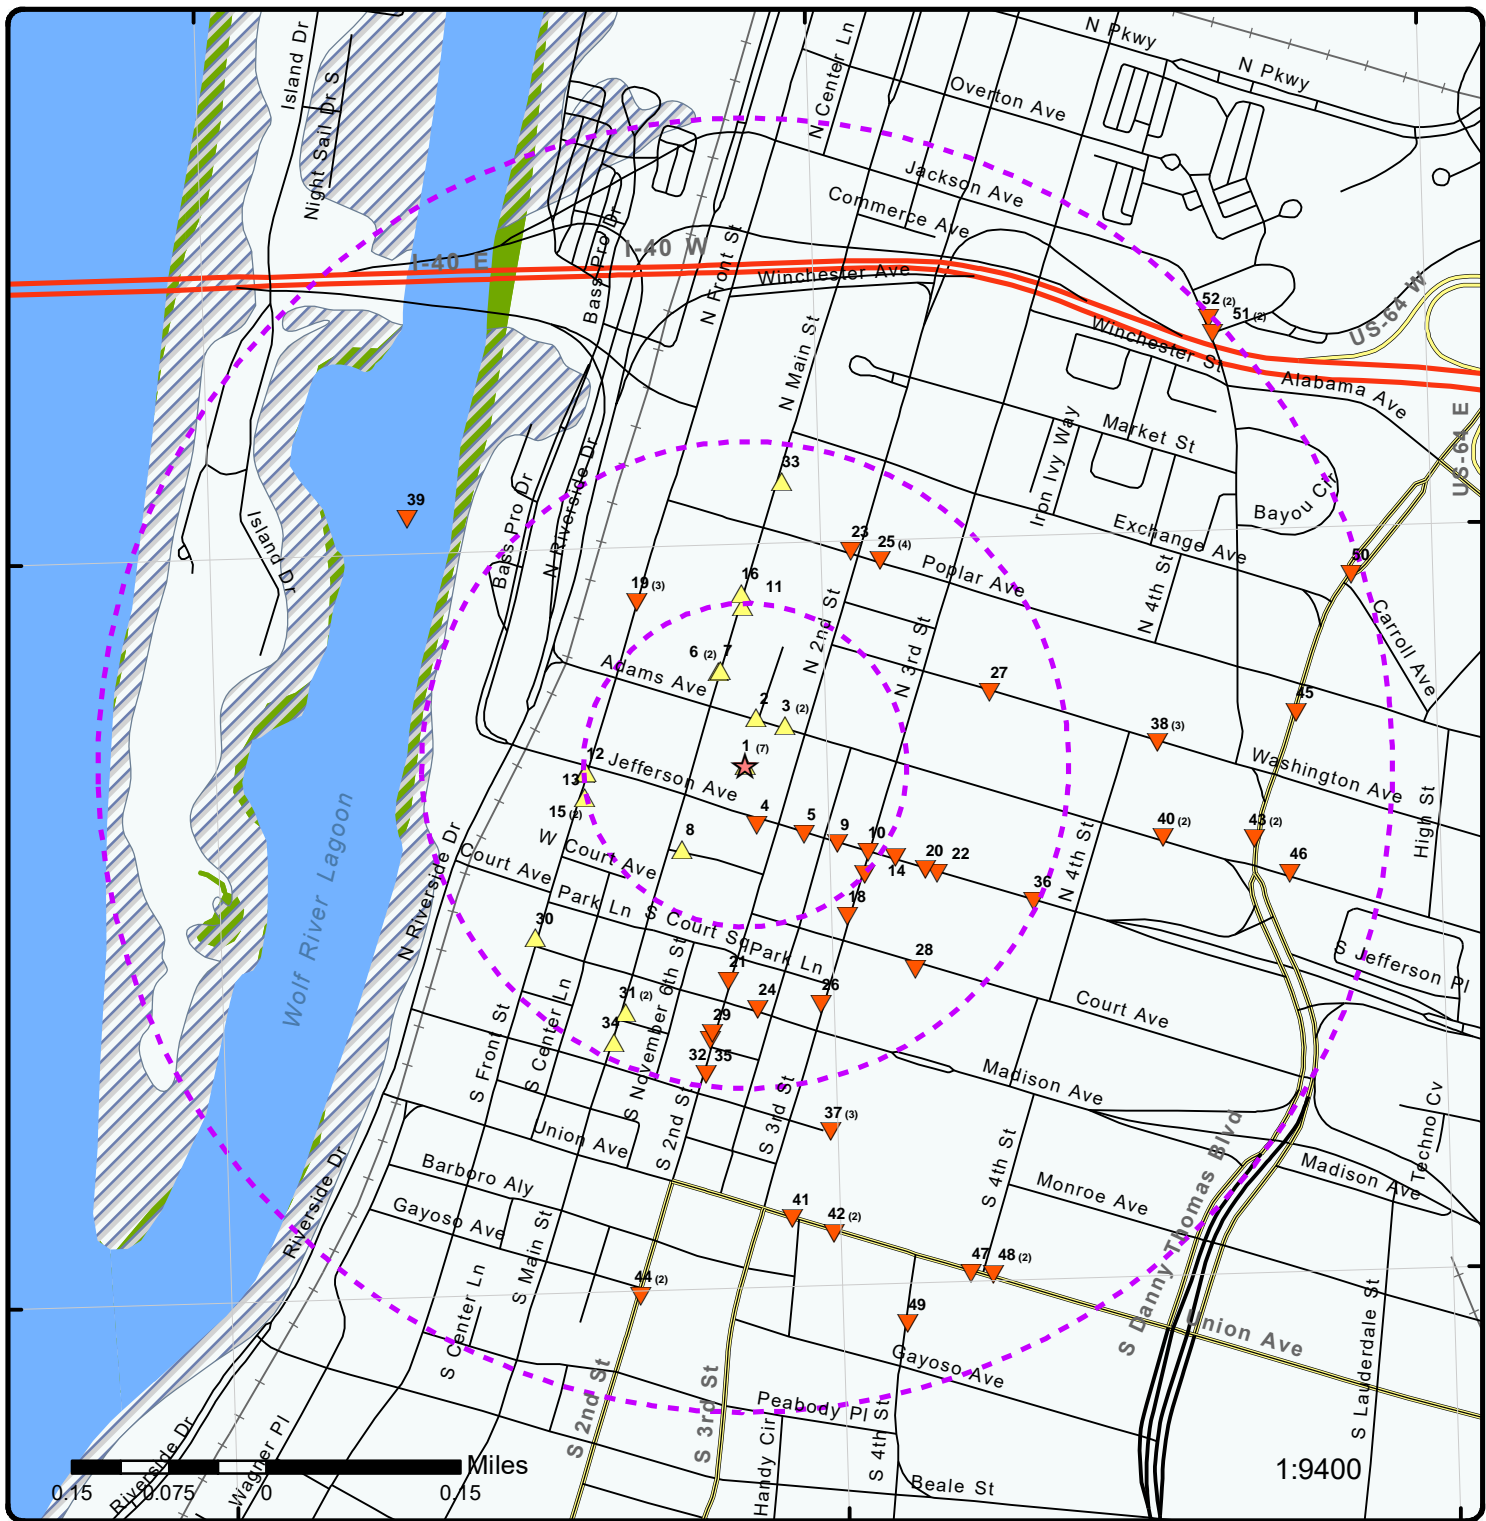 N Pkwy
N Pkwy
Island Dr
Night Sail Dr S
N Center Ln
Overton Ave
Jackson Ave
Commerce Ave
I-40 E
I-40 W
Bass Pro Dr
N Front St
Winchester Ave
52 (2)
51 (2)
US-64 W
Winchester St
Alabama Ave
N Main St
US-64 E
Market St
Iron Ivy Way
33
Bayou Cir
39
Bass Pro Dr
N Riverside Dr
Island Dr
23
25 (4)
Exchange Ave
Poplar Ave
50
16
11
19 (3)
N 2nd St
N 3rd St
N 4th St
Carroll Ave
6 (2)
7
Adams Ave
27
2
3 (2)
45
38 (3)
1 (7)
12
Jefferson Ave
Washington Ave
13
15 (2)
4
5
9
10
High St
8
14
20
22
40 (2)
43 (2)
46
W Court Ave
Court Ave
N Riverside Dr
Wolf River Lagoon
36
N 4th St
Park Ln
S Court Sq
Park Ln
18
30
28
S Jefferson Pl
21
26
24
31 (2)
34
29
Court Ave
32
35
S Front St
S Center Ln
S November 6th St
Madison Ave
37 (3)
S 3rd St
S 2nd St
Union Ave
Techno Cv
Barboro Aly
Gayoso Ave
S 4th St
Monroe Ave
Madison Ave
S Danny Thomas Blvd
41
42 (2)
Riverside Dr
S Main St
47
48 (2)
44 (2)
49
S Center Ln
Union Ave
S Lauderdale St
Gayoso Ave
S 2nd St
S 3rd St
Peabody Pl
Handy Cir
S 4th St
Beale St
Riverside Dr
Wagner Pl
Miles
0.15
0.075
0
0.15
1:9400